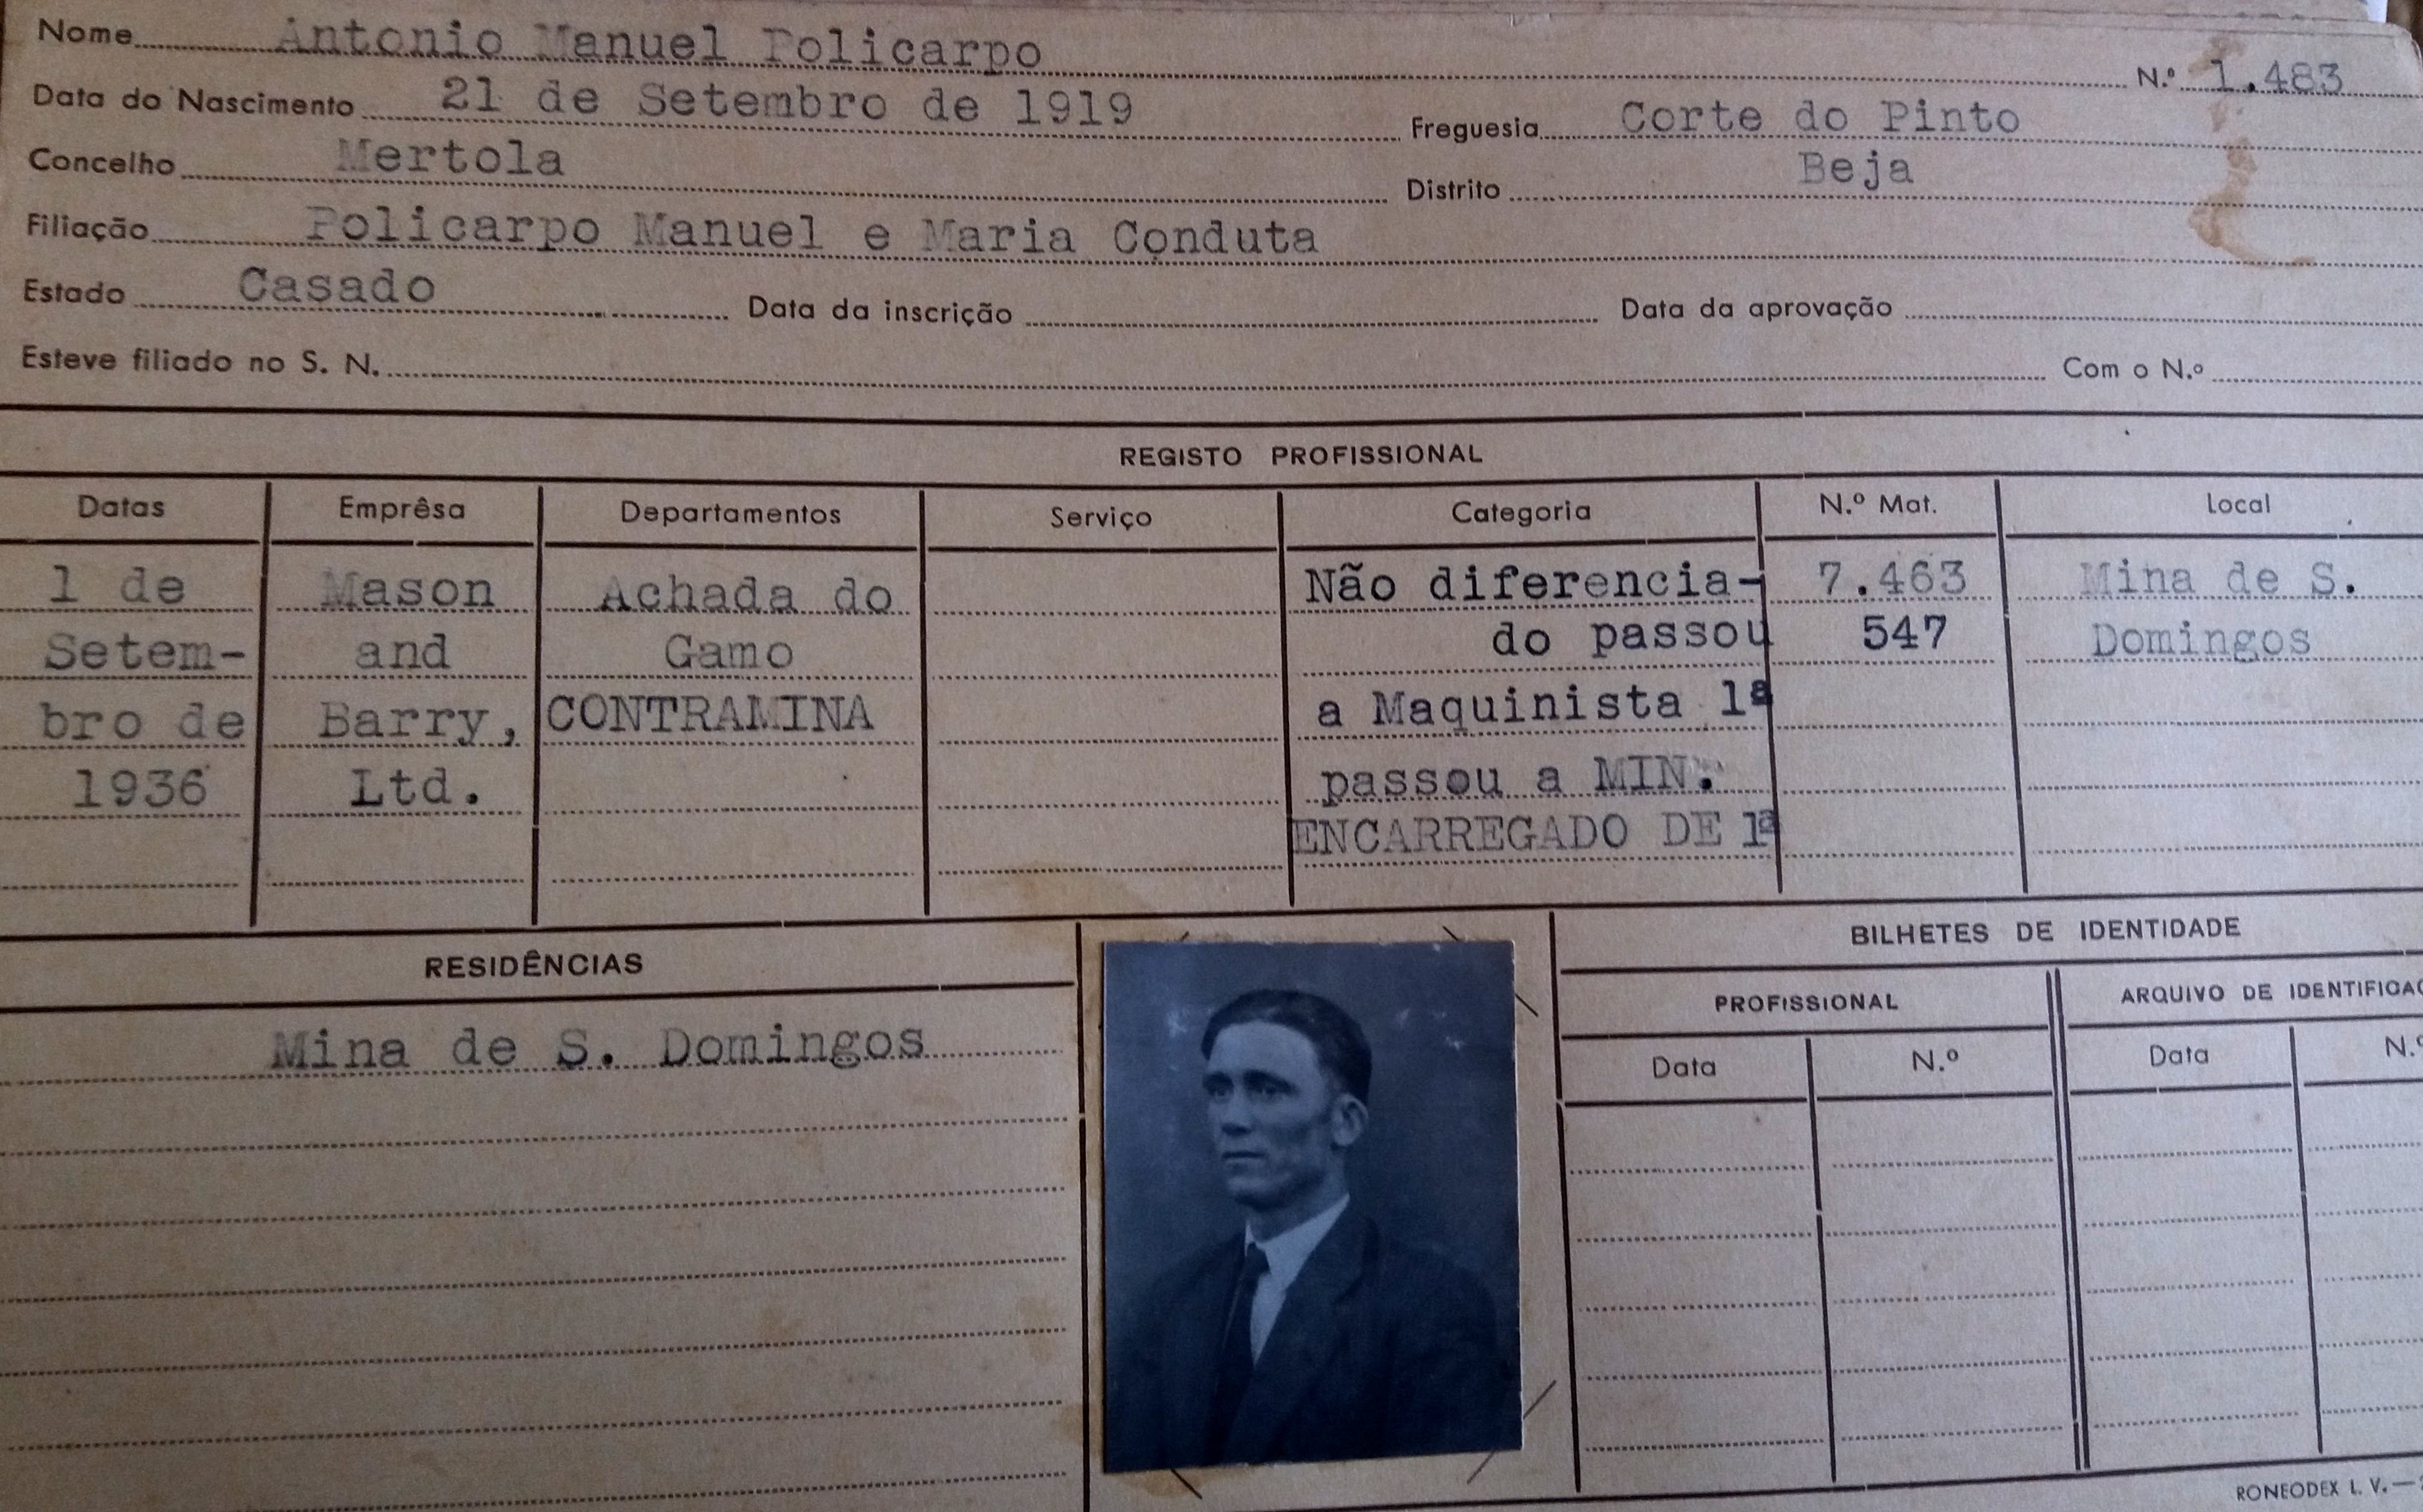 Nome Antonio Manuel Policarpo N.º 1.483
Data do Nascimento 21 de Setembro de 1919 Freguesia Corte do Pinto
Concelho Mertola Distrito Beja
Filiação Policarpo Manuel e Maria Conduta
Estado Casado Data da inscrição Data da aprovação
Esteve filiado no S. N. Com o N.º
REGISTO PROFISSIONAL
Datas Emprêsa Departamentos Serviço Categoria N.º Mat. Local
1 de Mason Achada do Não diferencia- 7.463 Mina de S.
Setem- and Gamo do passou 547 Domingos
bro de Barry, CONTRAMINA a Maquinista 1ª
1936 Ltd. passou a MIN.
ENCARREGADO DE 1ª
RESIDÊNCIAS
Mina de S. Domingos
BILHETES DE IDENTIDADE
PROFISSIONAL ARQUIVO DE
Data N.º Data N.º
RONEODEX L. V.